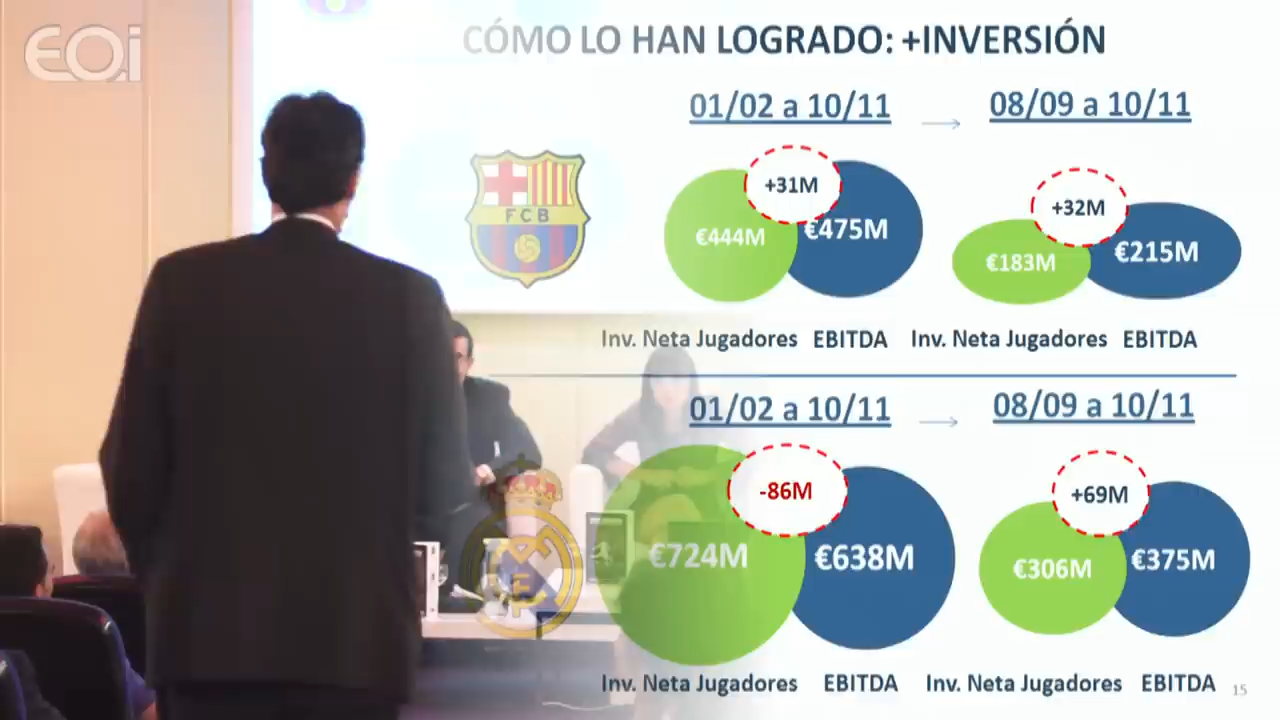 EOi
CÓMO LO HAN LOGRADO: +INVERSIÓN
01/02 a 10/11
08/09 a 10/11
FCB
+31M
€444M
€475M
+32M
€183M
€215M
Inv. Neta Jugadores
EBITDA
Inv. Neta Jugadores
EBITDA
01/02 a 10/11
08/09 a 10/11
-86M
€724M
€638M
+69M
€306M
€375M
Inv. Neta Jugadores
EBITDA
Inv. Neta Jugadores
EBITDA
15